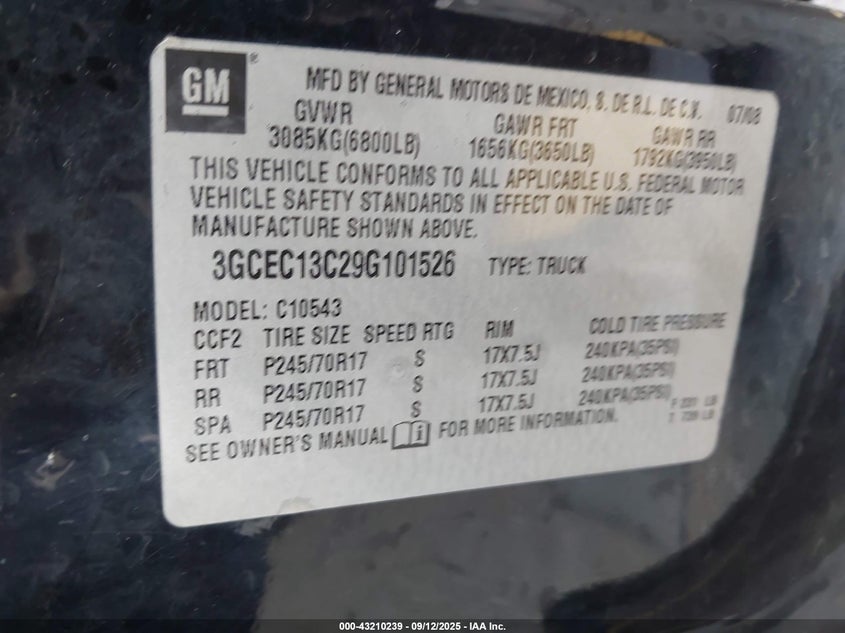 GM®
MFD BY GENERAL MOTORS DE MEXICO, S. DE R.L. DE C.V. 07/08
GVWR GAWR FRT GAWR RR
3085KG(6800LB) 1656KG(3650LB) 1792KG(3950LB)
THIS VEHICLE CONFORMS TO ALL APPLICABLE U.S. FEDERAL MOTOR
VEHICLE SAFETY STANDARDS IN EFFECT ON THE DATE OF
MANUFACTURE SHOWN ABOVE.
3GCEC13C29G101526 TYPE: TRUCK
MODEL: C10543
CCF2 TIRE SIZE SPEED RTG RIM COLD TIRE PRESSURE
FRT P245/70R17 S 17X7.5J 240KPA(35PSI)
RR P245/70R17 S 17X7.5J 240KPA(35PSI)
SPA P245/70R17 S 17X7.5J 240KPA(35PSI)
SEE OWNER'S MANUAL FOR MORE INFORMATION.
000-43210239 - 09/12/2025 - IAA Inc.